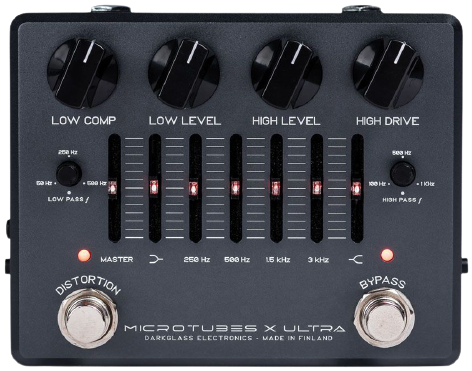 LOW COMP LOW LEVEL HIGH LEVEL HIGH DRIVE
250 Hz
50 Hz 500 Hz
LOW PASS f
500 Hz
100 Hz 1 kHz
HIGH PASS f
MASTER 250 Hz 500 Hz 1.5 kHz 3 kHz
DISTORTION
BYPASS
MICROTUBES X ULTRA
DARKGLASS ELECTRONICS - MADE IN FINLAND